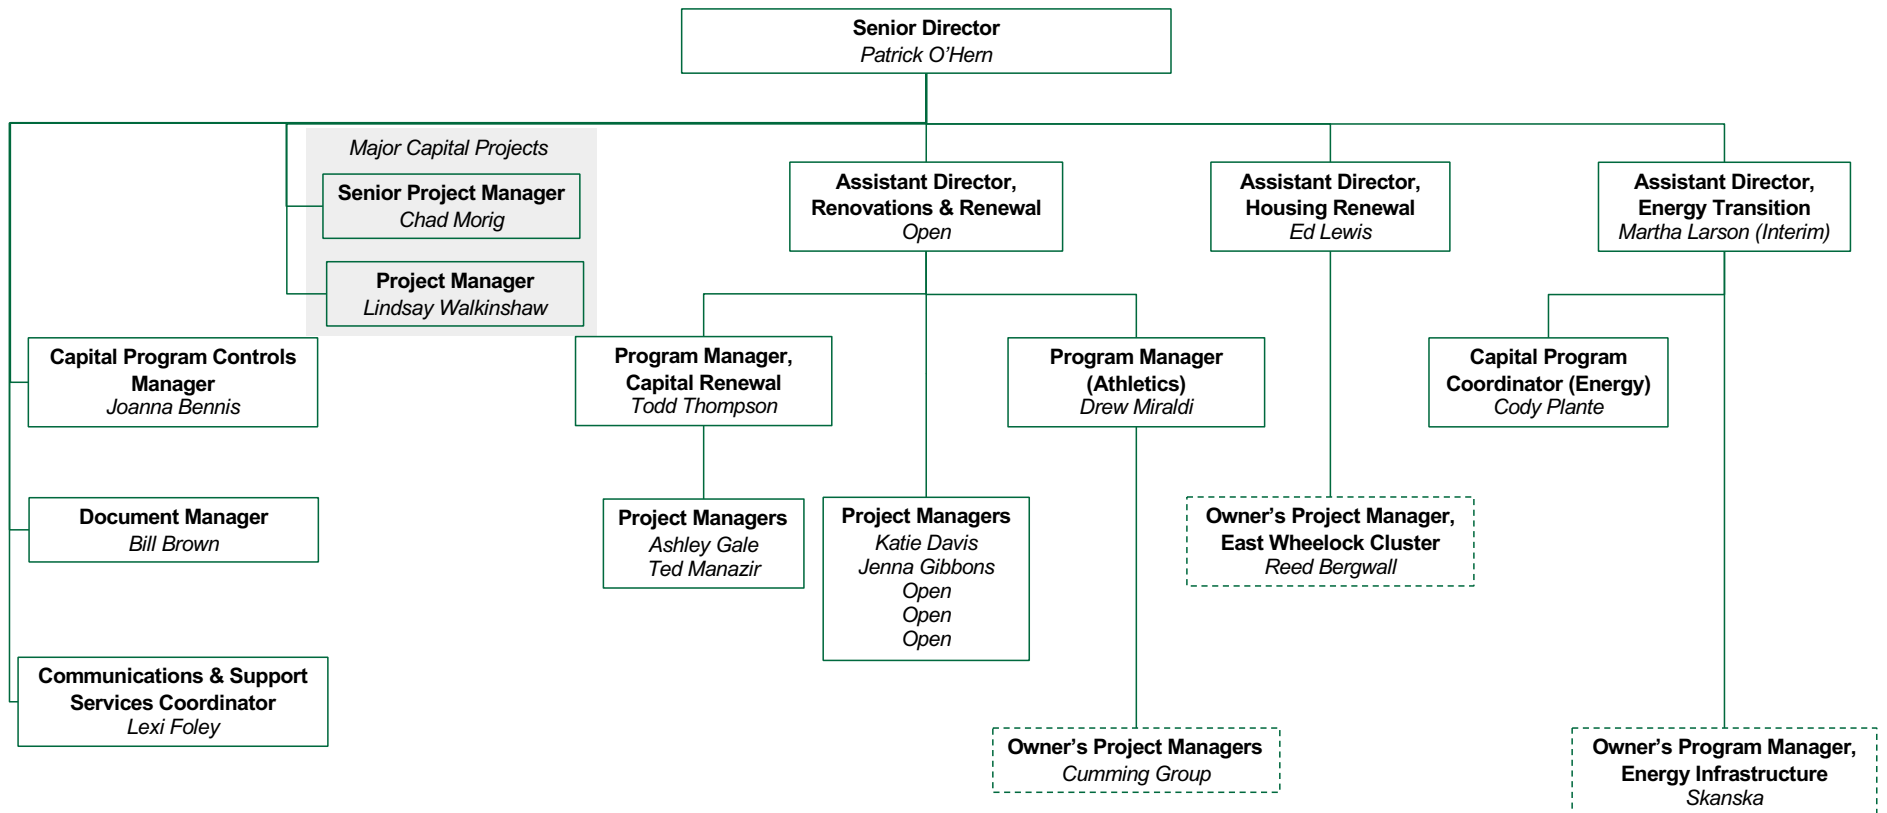 Senior Director
Patrick O’Hern
Major Capital Projects
Senior Project Manager
Chad Morig
Project Manager
Lindsay Walkinshaw
Assistant Director,
Renovations & Renewal
Open
Assistant Director,
Housing Renewal
Ed Lewis
Assistant Director,
Energy Transition
Martha Larson (Interim)
Capital Program Controls
Manager
Joanna Bennis
Program Manager,
Capital Renewal
Todd Thompson
Program Manager
(Athletics)
Drew Miraldi
Capital Program
Coordinator (Energy)
Cody Plante
Document Manager
Bill Brown
Project Managers
Ashley Gale
Ted Manazir
Project Managers
Katie Davis
Jenna Gibbons
Open
Open
Open
Owner’s Project Manager,
East Wheelock Cluster
Reed Bergwall
Communications & Support
Services Coordinator
Lexi Foley
Owner’s Project Managers
Cumming Group
Owner’s Program Manager,
Energy Infrastructure
Skanska